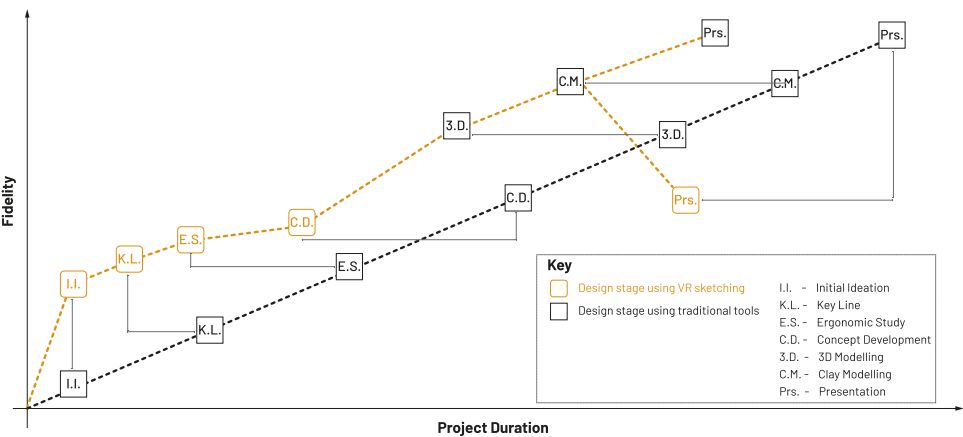 Fidelity
Prs.
Prs.
C.M.
C.M.
3.D.
3.D.
C.D.
Prs.
C.D.
E.S.
K.L.
E.S.
I.I.
K.L.
I.I.
Key
Design stage using VR sketching
Design stage using traditional tools
I.I. - Initial Ideation
K.L. - Key Line
E.S. - Ergonomic Study
C.D. - Concept Development
3.D. - 3D Modelling
C.M. - Clay Modelling
Prs. - Presentation
Project Duration